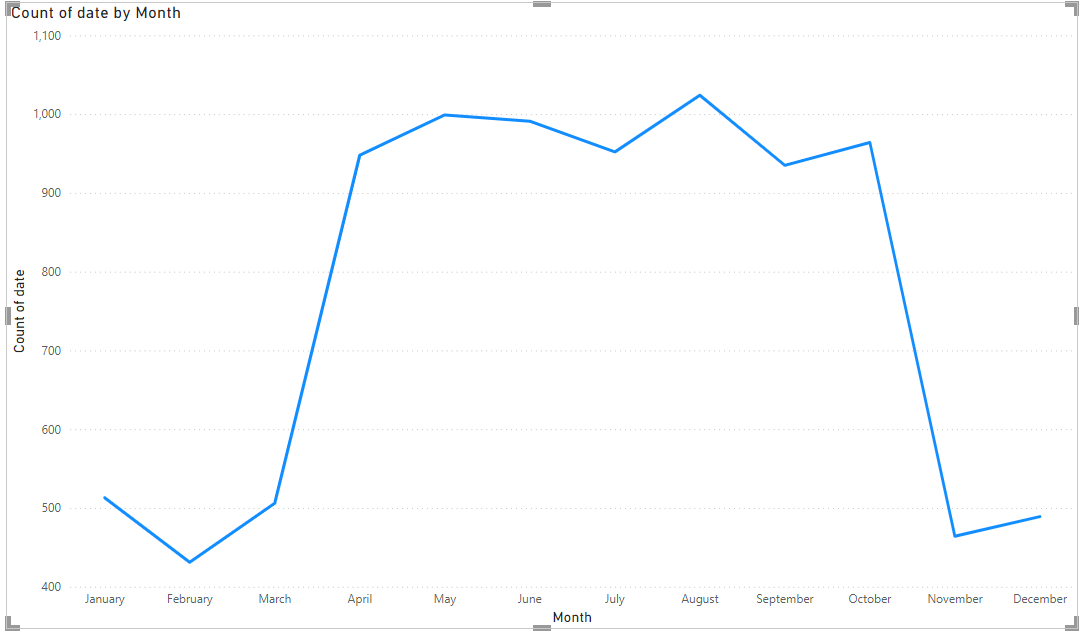 Count of date by Month
1,100
1,000
900
800
700
600
500
400
Count of date
January February March April May June July August September October November December
Month